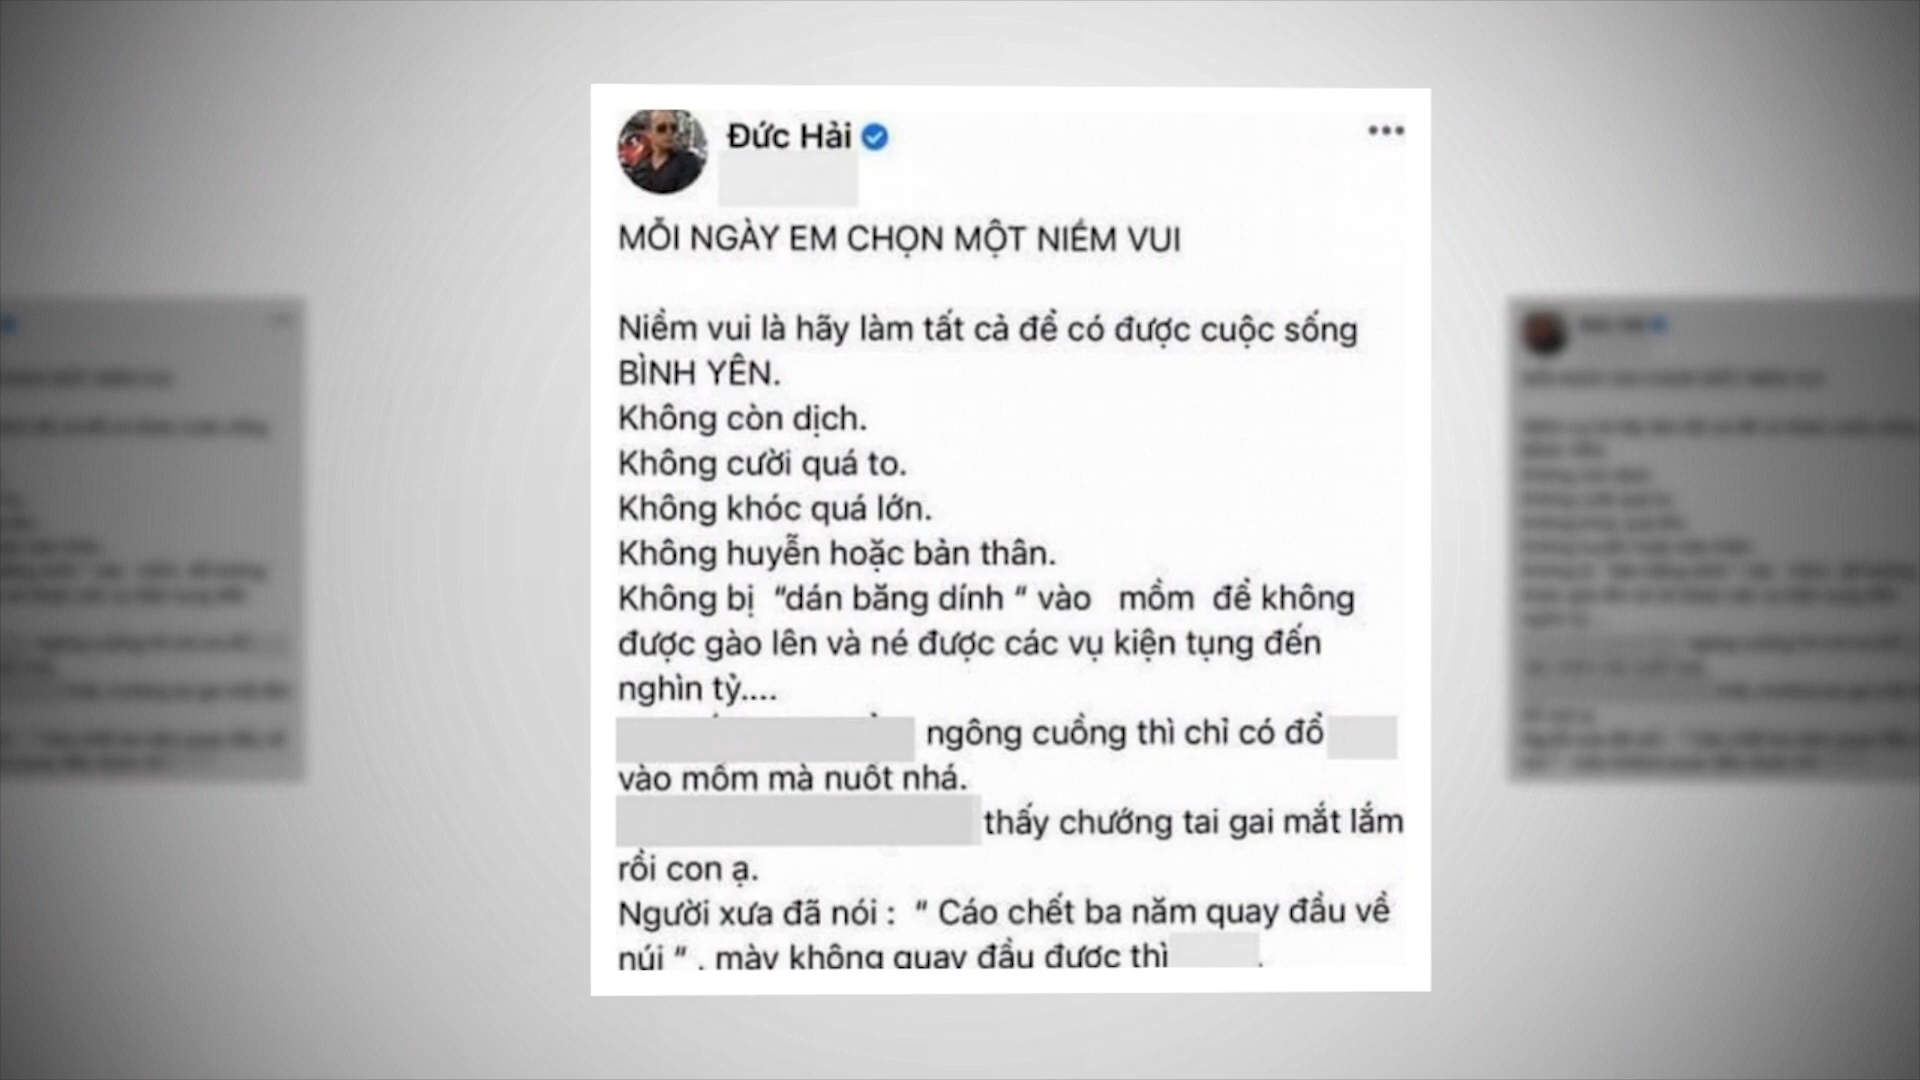 Đức Hải
MỖI NGÀY EM CHỌN MỘT NIỀM VUI
Niềm vui là hãy làm tất cả để có được cuộc sống
BÌNH YÊN.
Không còn dịch.
Không cười quá to.
Không khóc quá lớn.
Không huyễn hoặc bản thân.
Không bị “dán băng dính “ vào mồm để không
được gào lên và né được các vụ kiện tụng đến
nghìn tỷ....
ngông cuồng thì chỉ có đổ
vào mồm mà nuốt nhá.
thấy chướng tai gai mắt lắm
rồi con ạ.
Người xưa đã nói : “ Cáo chết ba năm quay đầu về
núi “ , mày không quay đầu được thì .